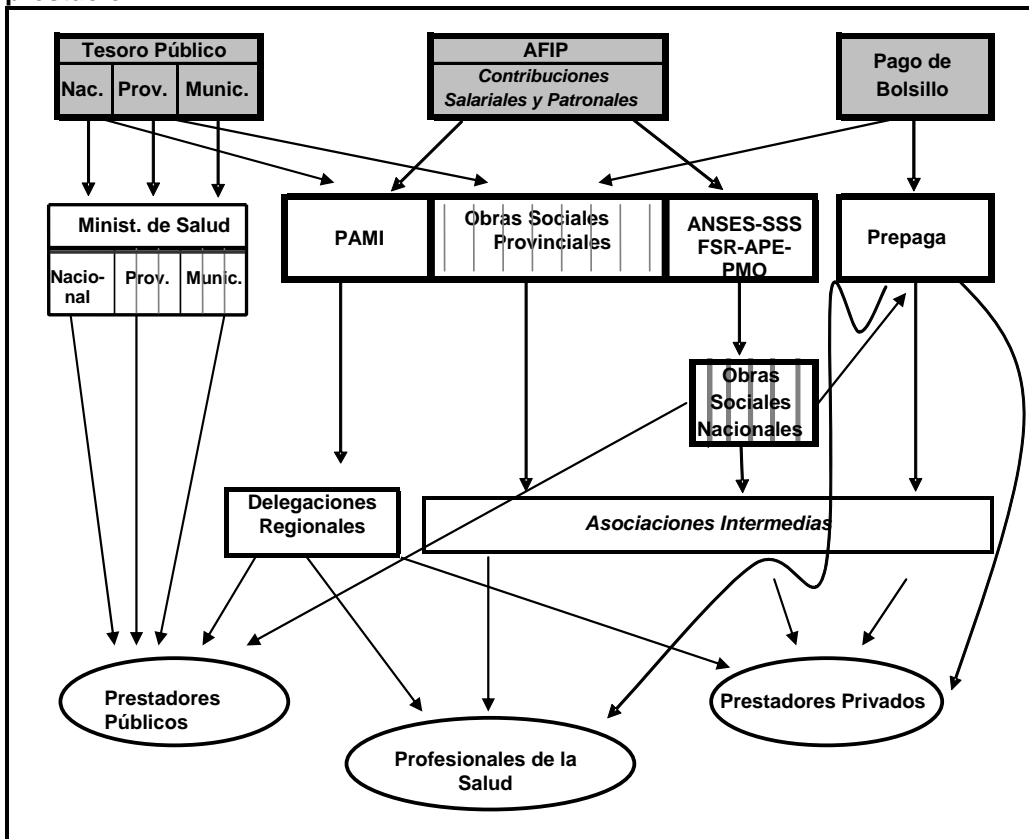 Tesoro Público
Nac. Prov. Munic.
AFIP
Contribuciones
Salariales y Patronales
Pago de
Bolsillo
Minist. de Salud
Nacio-
nal
Prov.
Munic.
PAMI
Obras Sociales
Provinciales
ANSES-SSS
FSR-APE-
PMO
Prepaga
Obras
Sociales
Nacionales
Delegaciones
Regionales
Asociaciones Intermedias
Prestadores
Públicos
Profesionales de la
Salud
Prestadores Privados